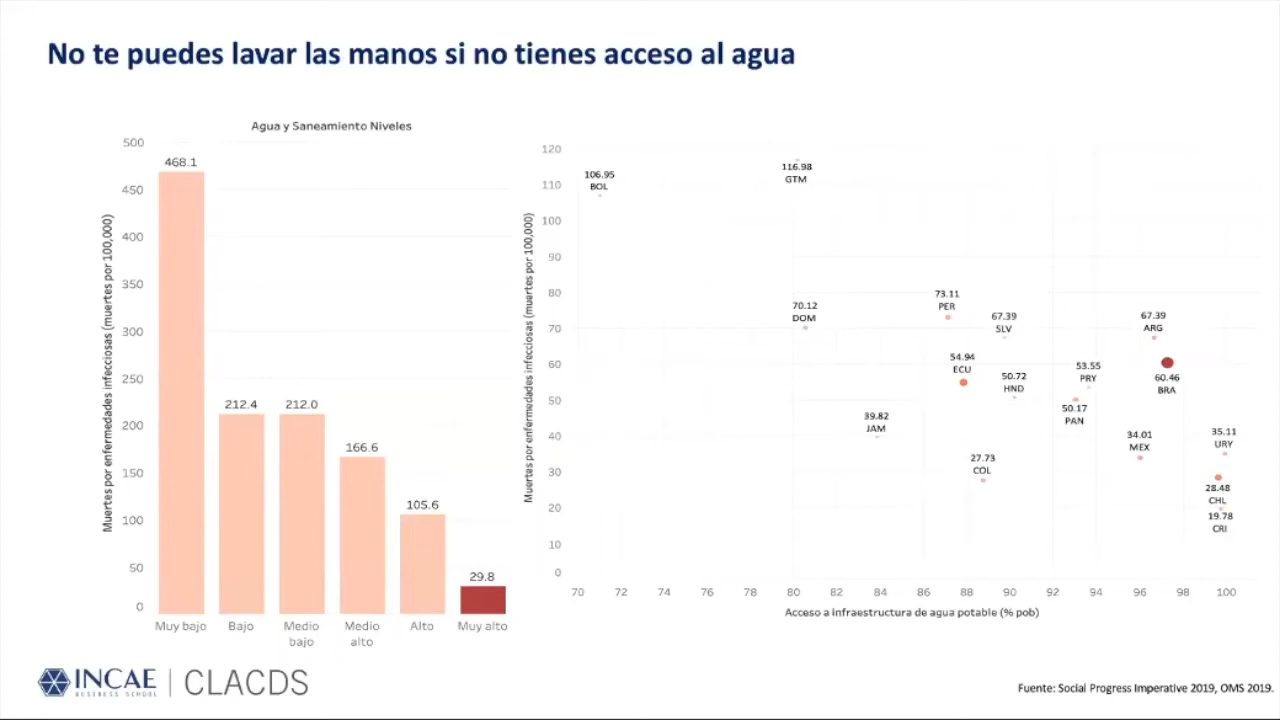 No te puedes lavar las manos si no tienes acceso al agua
Agua y Saneamiento Niveles
Muertes por enfermedades infecciosas (muertes por 100,000)
500
450
400
350
300
250
200
150
100
50
0
468.1
212.4
212.0
166.6
105.6
29.8
Muy bajo
Bajo
Medio
bajo
Medio
alto
Alto
Muy alto
Muertes por enfermedades infecciosas (muertes por 100,000)
120
110
100
90
80
70
60
50
40
30
20
10
0
106.95
BOL
116.98
GTM
70.12
DOM
73.11
PER
67.39
SLV
67.39
ARG
54.94
ECU
50.72
HND
53.55
PRY
60.46
BRA
50.17
PAN
39.82
JAM
34.01
MEX
35.11
URY
27.73
COL
28.48
CHL
19.78
CRI
70 72 74 76 78 80 82 84 86 88 90 92 94 96 98 100
Acceso a infraestructura de agua potable (% pob)
INCAE
BUSINESS SCHOOL
CLACDS
Fuente: Social Progress Imperative 2019, OMS 2019.